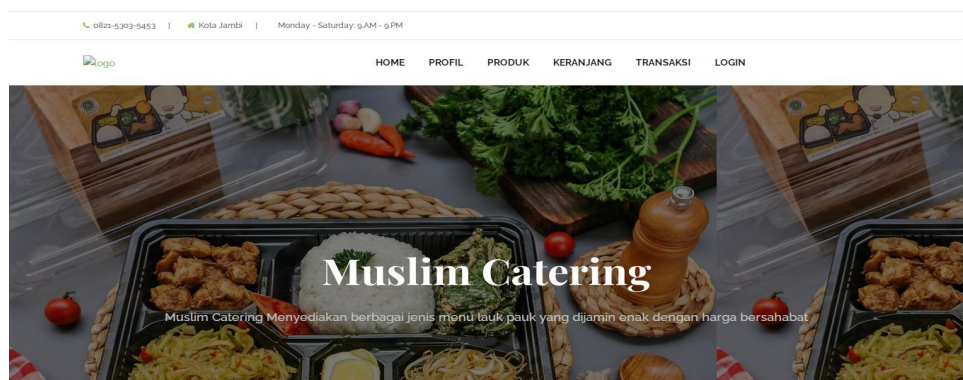 0821-5303-5453 | Kota Jambi | Monday - Saturday: 9.AM - 9.PM
logo
HOME PROFIL PRODUK KERANJANG TRANSAKSI LOGIN
Muslim Catering
Muslim Catering Menyediakan berbagai jenis menu lauk pauk yang dijamin enak dengan harga bersahabat